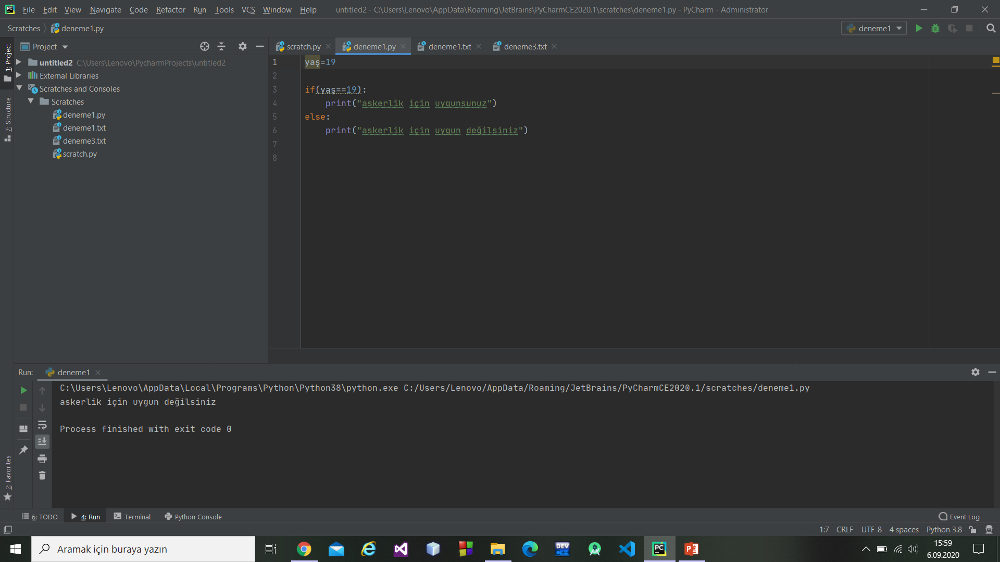 File Edit View Navigate Code Refactor Run Tools VCS Window Help untitled2 - C:\Users\Lenovo\AppData\Roaming\JetBrains\PyCharmCE2020.1\scratches\deneme1.py - PyCharm - Administrator
Scratches deneme1.py deneme1
1: Project
7: Structure
2: Favorites
Project
scratch.py deneme1.py deneme1.txt deneme3.txt
untitled2 C:\Users\Lenovo\PycharmProjects\untitled2
External Libraries
Scratches and Consoles
Scratches
deneme1.py
deneme1.txt
deneme3.txt
scratch.py
1 yaş=19
2
3 if(yaş==19):
4 print("askerlik için uygunsunuz")
5 else:
6 print("askerlik için uygun değilsiniz")
7
8
Run: deneme1
C:\Users\Lenovo\AppData\Local\Programs\Python\Python38\python.exe C:/Users/Lenovo/AppData/Roaming/JetBrains/PyCharmCE2020.1/scratches/deneme1.py
askerlik için uygun değilsiniz
Process finished with exit code 0
6: TODO 4: Run Terminal Python Console Event Log
1:7 CRLF UTF-8 4 spaces Python 3.8
Aramak için buraya yazın
15:59
6.09.2020